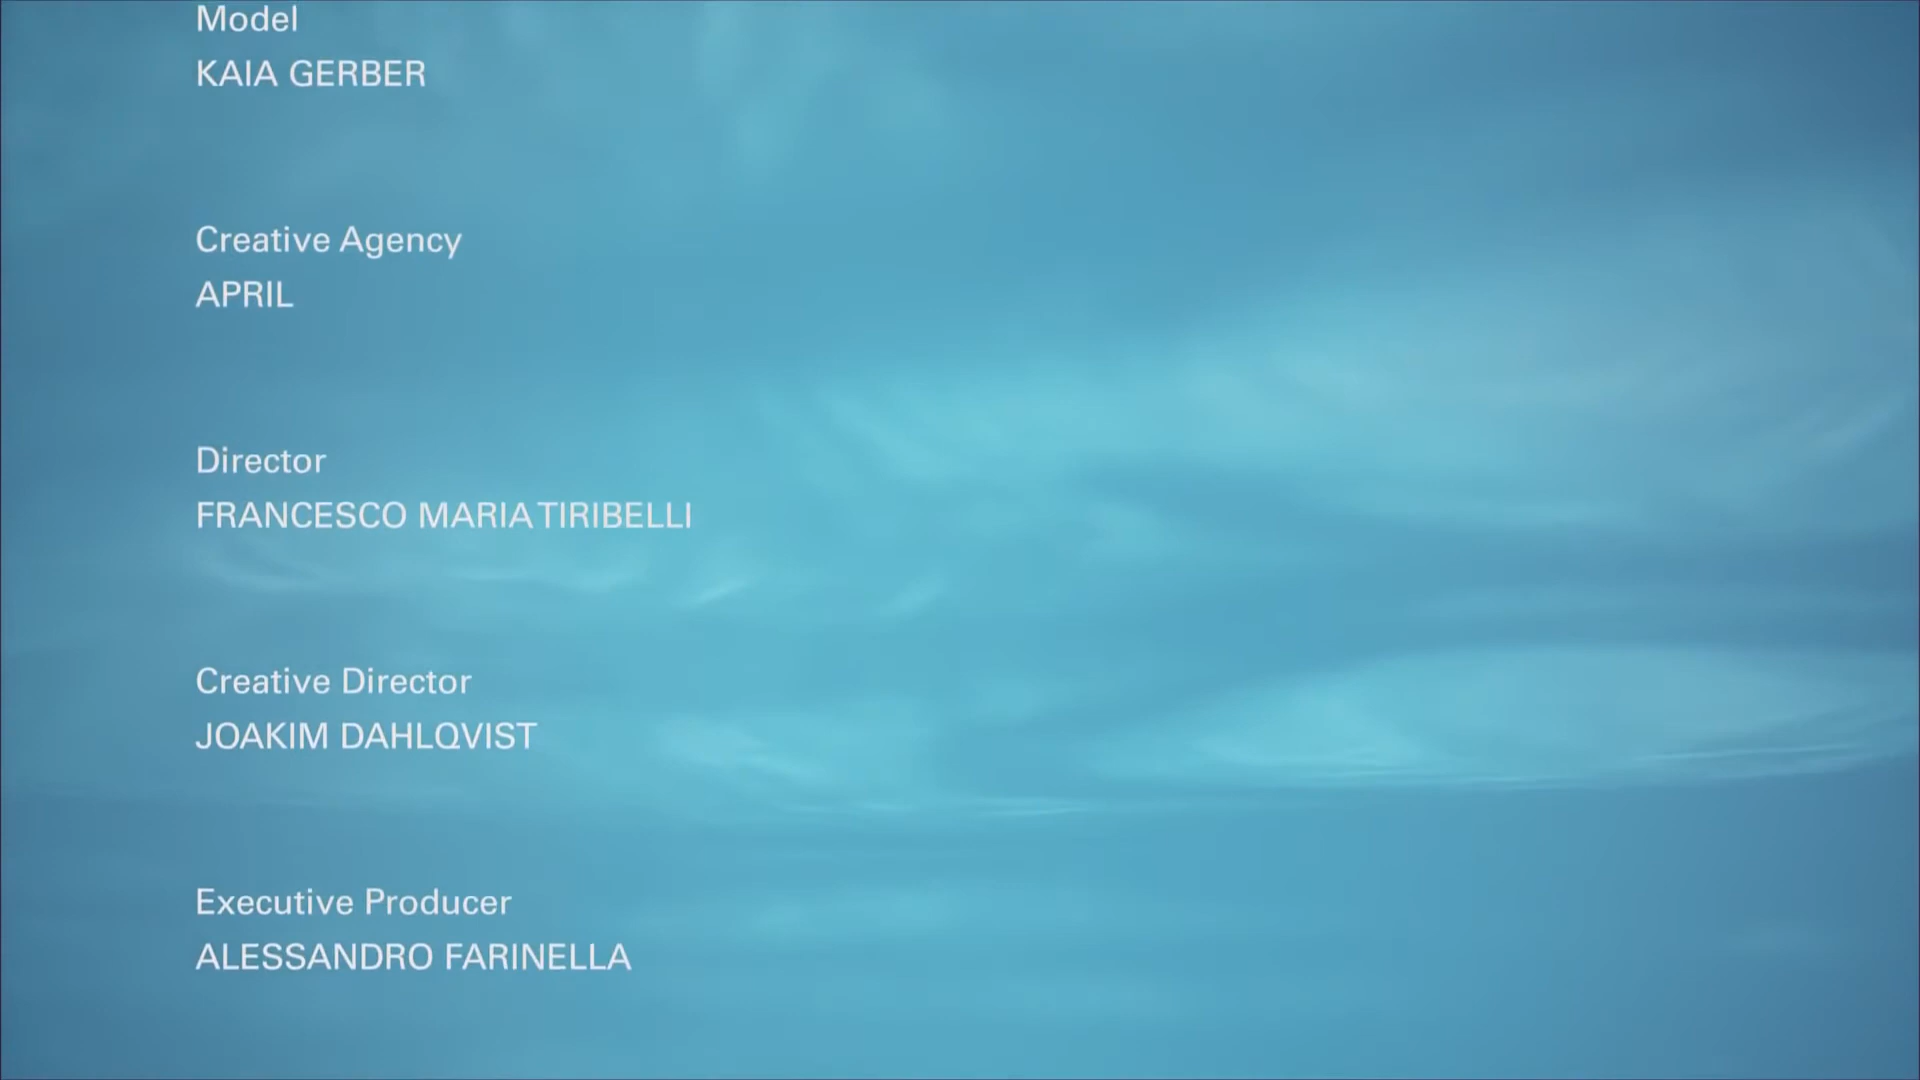 Model
KAIA GERBER
Creative Agency
APRIL
Director
FRANCESCO MARIA TIRIBELLI
Creative Director
JOAKIM DAHLQVIST
Executive Producer
ALESSANDRO FARINELLA